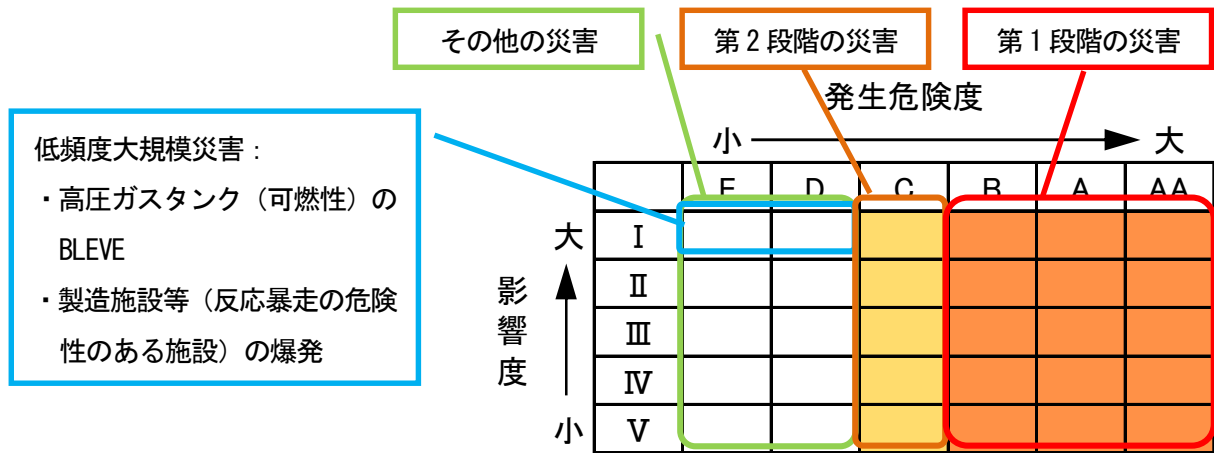 その他の災害
第2段階の災害
第1段階の災害
発生危険度
小
大
低頻度大規模災害:
・高圧ガスタンク(可燃性)の
BLEVE
・製造施設等(反応暴走の危険
性のある施設)の爆発
E D C B A AA
大
影響度
小
Ⅰ
Ⅱ
Ⅲ
Ⅳ
Ⅴ